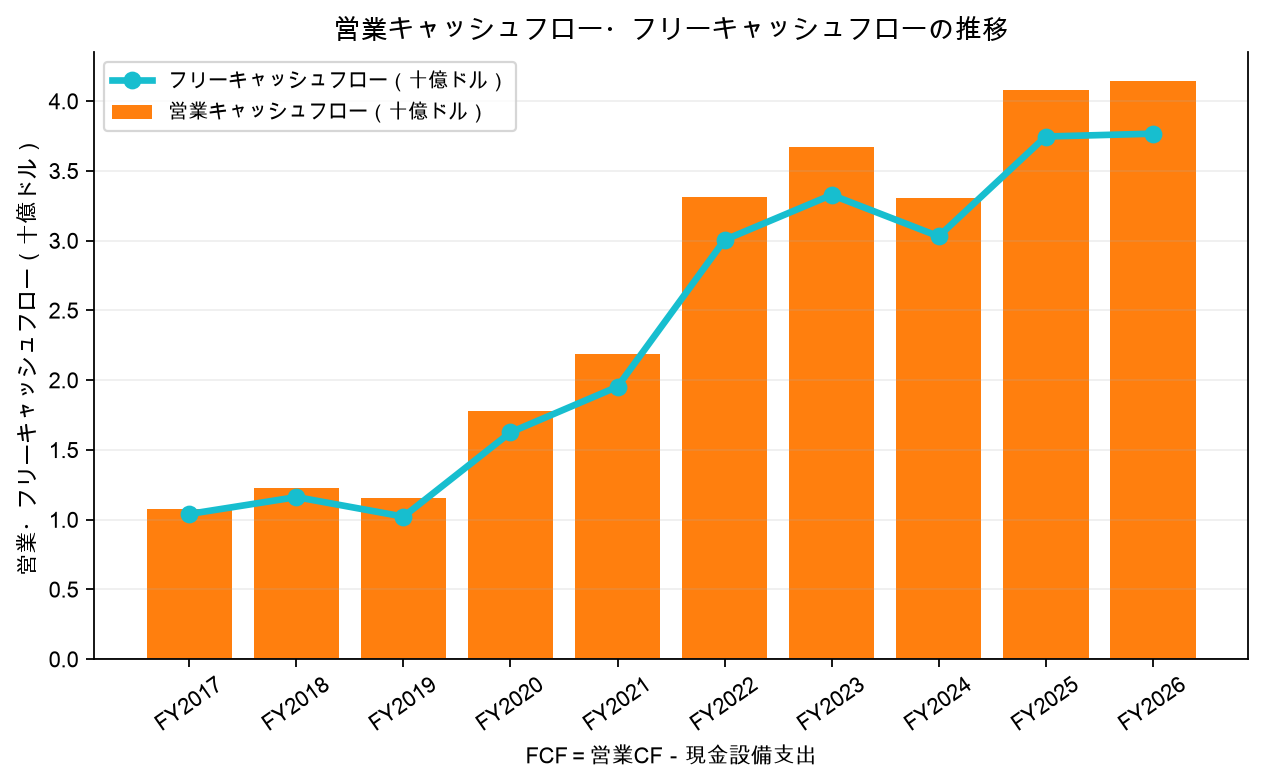 営業キャッシュフロー・フリーキャッシュフローの推移
フリーキャッシュフロー(十億ドル)
営業キャッシュフロー(十億ドル)
営業・フリーキャッシュフロー(十億ドル)
4.0
3.5
3.0
2.5
2.0
1.5
1.0
0.5
0.0
FY2017
FY2018
FY2019
FY2020
FY2021
FY2022
FY2023
FY2024
FY2025
FY2026
FCF = 営業CF - 現金設備支出